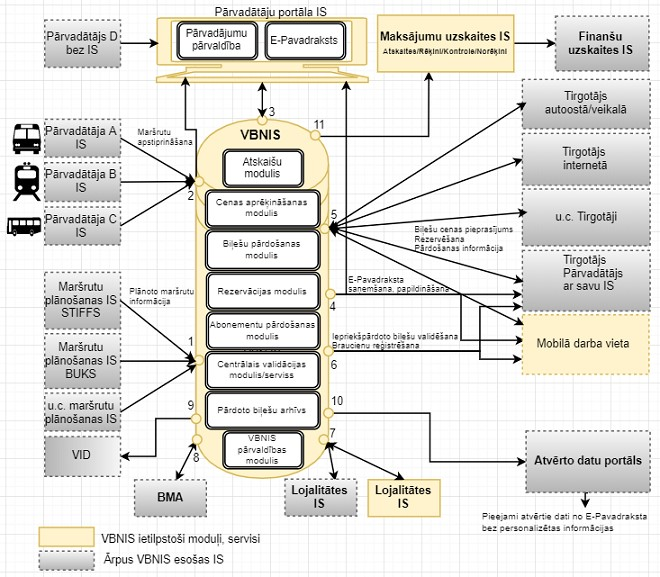 Pārvadātāju portāla IS
Pārvadātājs D
bez IS
Pārvadājumu
pārvaldība
E-Pavadraksts
Maksājumu uzskaites IS
Atskaites/Rēķini/Kontrole/Norēķini
Finanšu
uzskaites IS
3
11
VBNIS
Atskaišu
modulis
Pārvadātāja A
IS
Pārvadātāja B
IS
Pārvadātāja C
IS
Maršrutu
apstiprināšana
2
Cenas aprēķināšanas
modulis
Biļešu pārdošanas
modulis
Rezervācijas modulis
Abonementu pārdošanas
modulis
Centrālais validācijas
modulis/serviss
Pārdoto biļešu arhīvs
VBNIS
pārvaldības
modulis
5
Biļešu cenas pieprasījums
Rezervēšana
Pārdošanas informācija
Tirgotājs
autoostā/veikalā
Tirgotājs
internetā
u.c. Tirgotāji
Tirgotājs
Pārvadātājs
ar savu IS
Mobilā darba vieta
E-Pavadraksta
saņemšana, papildināšana
4
Iepriekšpārdoto biļešu validēšana
Braucienu reģistrēšana
6
Maršrutu
plānošanas IS
STIFFS
Maršrutu
plānošanas IS
BUKS
u.c. maršrutu
plānošanas IS
Plānoto maršrutu
informācija
1
9
10
VID
8
7
BMA
Lojalitātes
IS
Lojalitātes
IS
Atvērto datu portāls
Pieejami atvērtie dati no E-Pavadraksta
bez personalizētas informācijas
VBNIS ietilpstoši moduļi, servisi
Ārpus VBNIS esošas IS